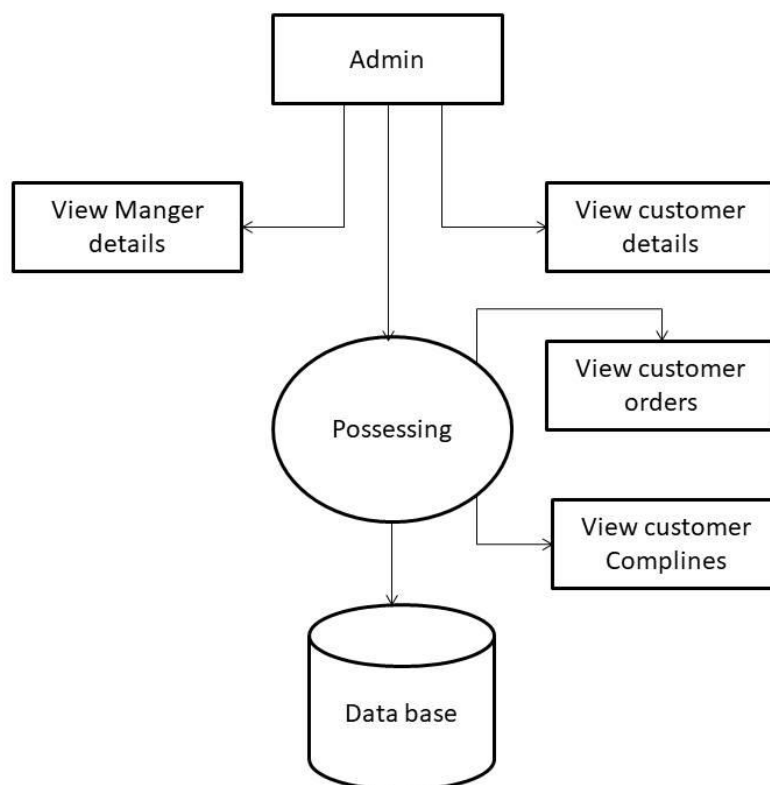 Admin
View Manger
details
View customer
details
View customer
orders
Possessing
View customer
Complines
Data base